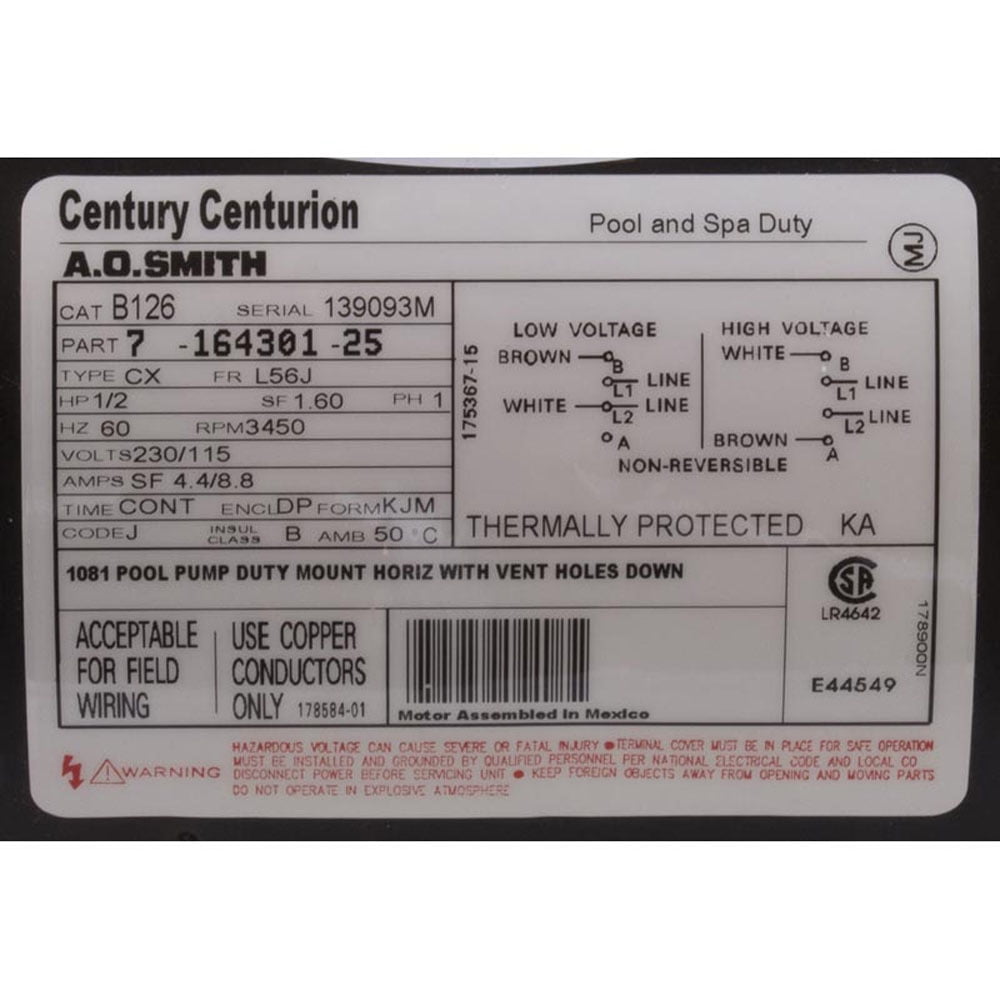 Century Centurion
Pool and Spa Duty
MJ
A.O.SMITH
CAT B126 SERIAL 139093M
PART 7 -164301 -25
TYPE CX FR L56J
HP 1/2 SF 1.60 PH 1
HZ 60 RPM 3450
VOLTS 230/115
AMPS SF 4.4/8.8
TIME CONT ENCL DP FORM KJM
CODE J INSUL CLASS B AMB 50 °C
175367-15
LOW VOLTAGE
BROWN B
L1 LINE
WHITE L2 LINE
A
HIGH VOLTAGE
WHITE B
L1 LINE
L2 LINE
BROWN A
NON-REVERSIBLE
THERMALLY PROTECTED KA
1081 POOL PUMP DUTY MOUNT HORIZ WITH VENT HOLES DOWN
ACCEPTABLE
FOR FIELD
WIRING
USE COPPER
CONDUCTORS
ONLY 178584-01
Motor Assembled In Mexico
SA
LR4642
E44549
178900N
WARNING
HAZARDOUS VOLTAGE CAN CAUSE SEVERE OR FATAL INJURY ● TERMINAL COVER MUST BE IN PLACE FOR SAFE OPERATION
MUST BE INSTALLED AND GROUNDED BY QUALIFIED PERSONNEL PER NATIONAL ELECTRICAL CODE AND LOCAL CO
DISCONNECT POWER BEFORE SERVICING UNIT ● KEEP FOREIGN OBJECTS AWAY FROM OPENING AND MOVING PARTS
DO NOT OPERATE IN EXPLOSIVE ATMOSPHERE